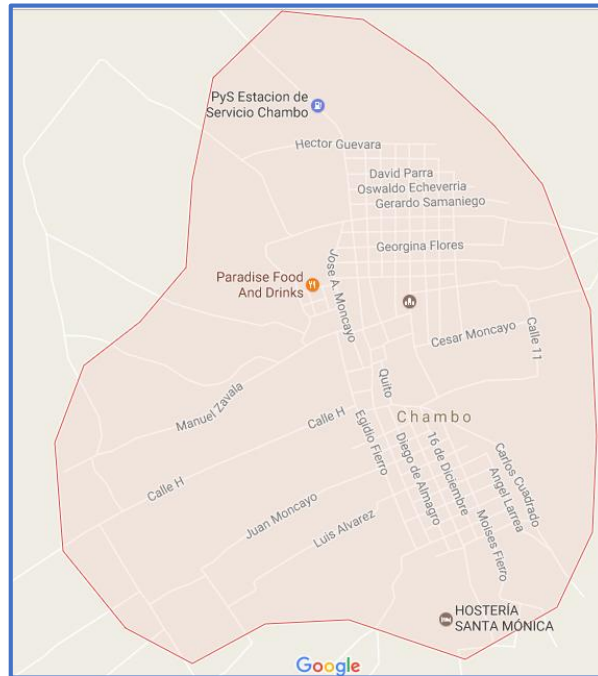 PyS Estacion de
Servicio Chambo
Hector Guevara
David Parra
Oswaldo Echeverria
Gerardo Samaniego
Georgina Flores
Jose A. Moncayo
Paradise Food
And Drinks
Cesar Moncayo
Calle 11
Quito
Manuel Zavala
Chambo
Calle H
Egidio Fierro
Diego de Almagro
16 de Diciembre
Carlos Cuadrado
Angel Larrea
Calle H
Juan Moncayo
Luis Alvarez
Moises Fierro
HOSTERÍA
SANTA MÓNICA
Google